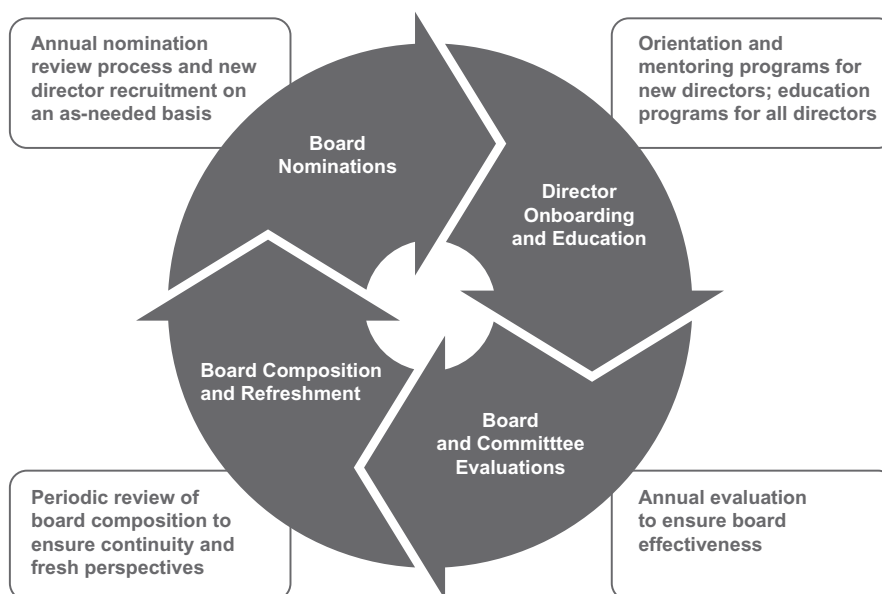 Annual nomination
review process and new
director recruitment on
an as-needed basis
Orientation and
mentoring programs for
new directors; education
programs for all directors
Board
Nominations
Director
Onboarding
and Education
Board Composition
and Refreshment
Board
and Committtee
Evaluations
Periodic review of
board composition to
ensure continuity and
fresh perspectives
Annual evaluation
to ensure board
effectiveness